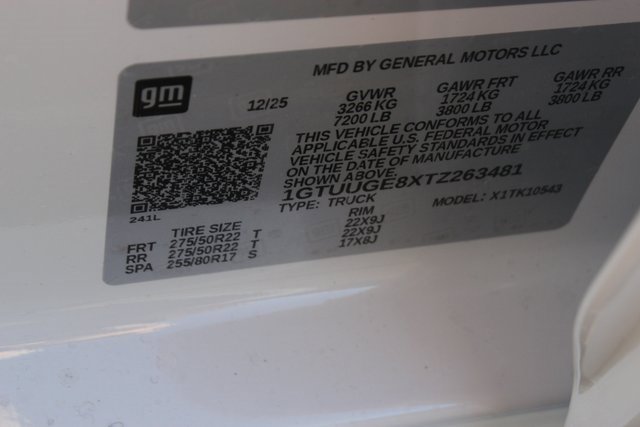 MFD BY GENERAL MOTORS LLC
gm
12/25
GVWR
3266 KG
7200 LB
GAWR FRT
1724 KG
3800 LB
GAWR RR
1724 KG
3800 LB
THIS VEHICLE CONFORMS TO ALL
APPLICABLE U.S. FEDERAL MOTOR
VEHICLE SAFETY STANDARDS IN EFFECT
ON THE DATE OF MANUFACTURE
SHOWN ABOVE.
1GTUUGE8XTZ263481
TYPE: TRUCK
MODEL: X1TK10543
241L
TIRE SIZE
RIM
FRT 275/50R22 T 22X9J
RR 275/50R22 T 22X9J
SPA 255/80R17 S 17X8J